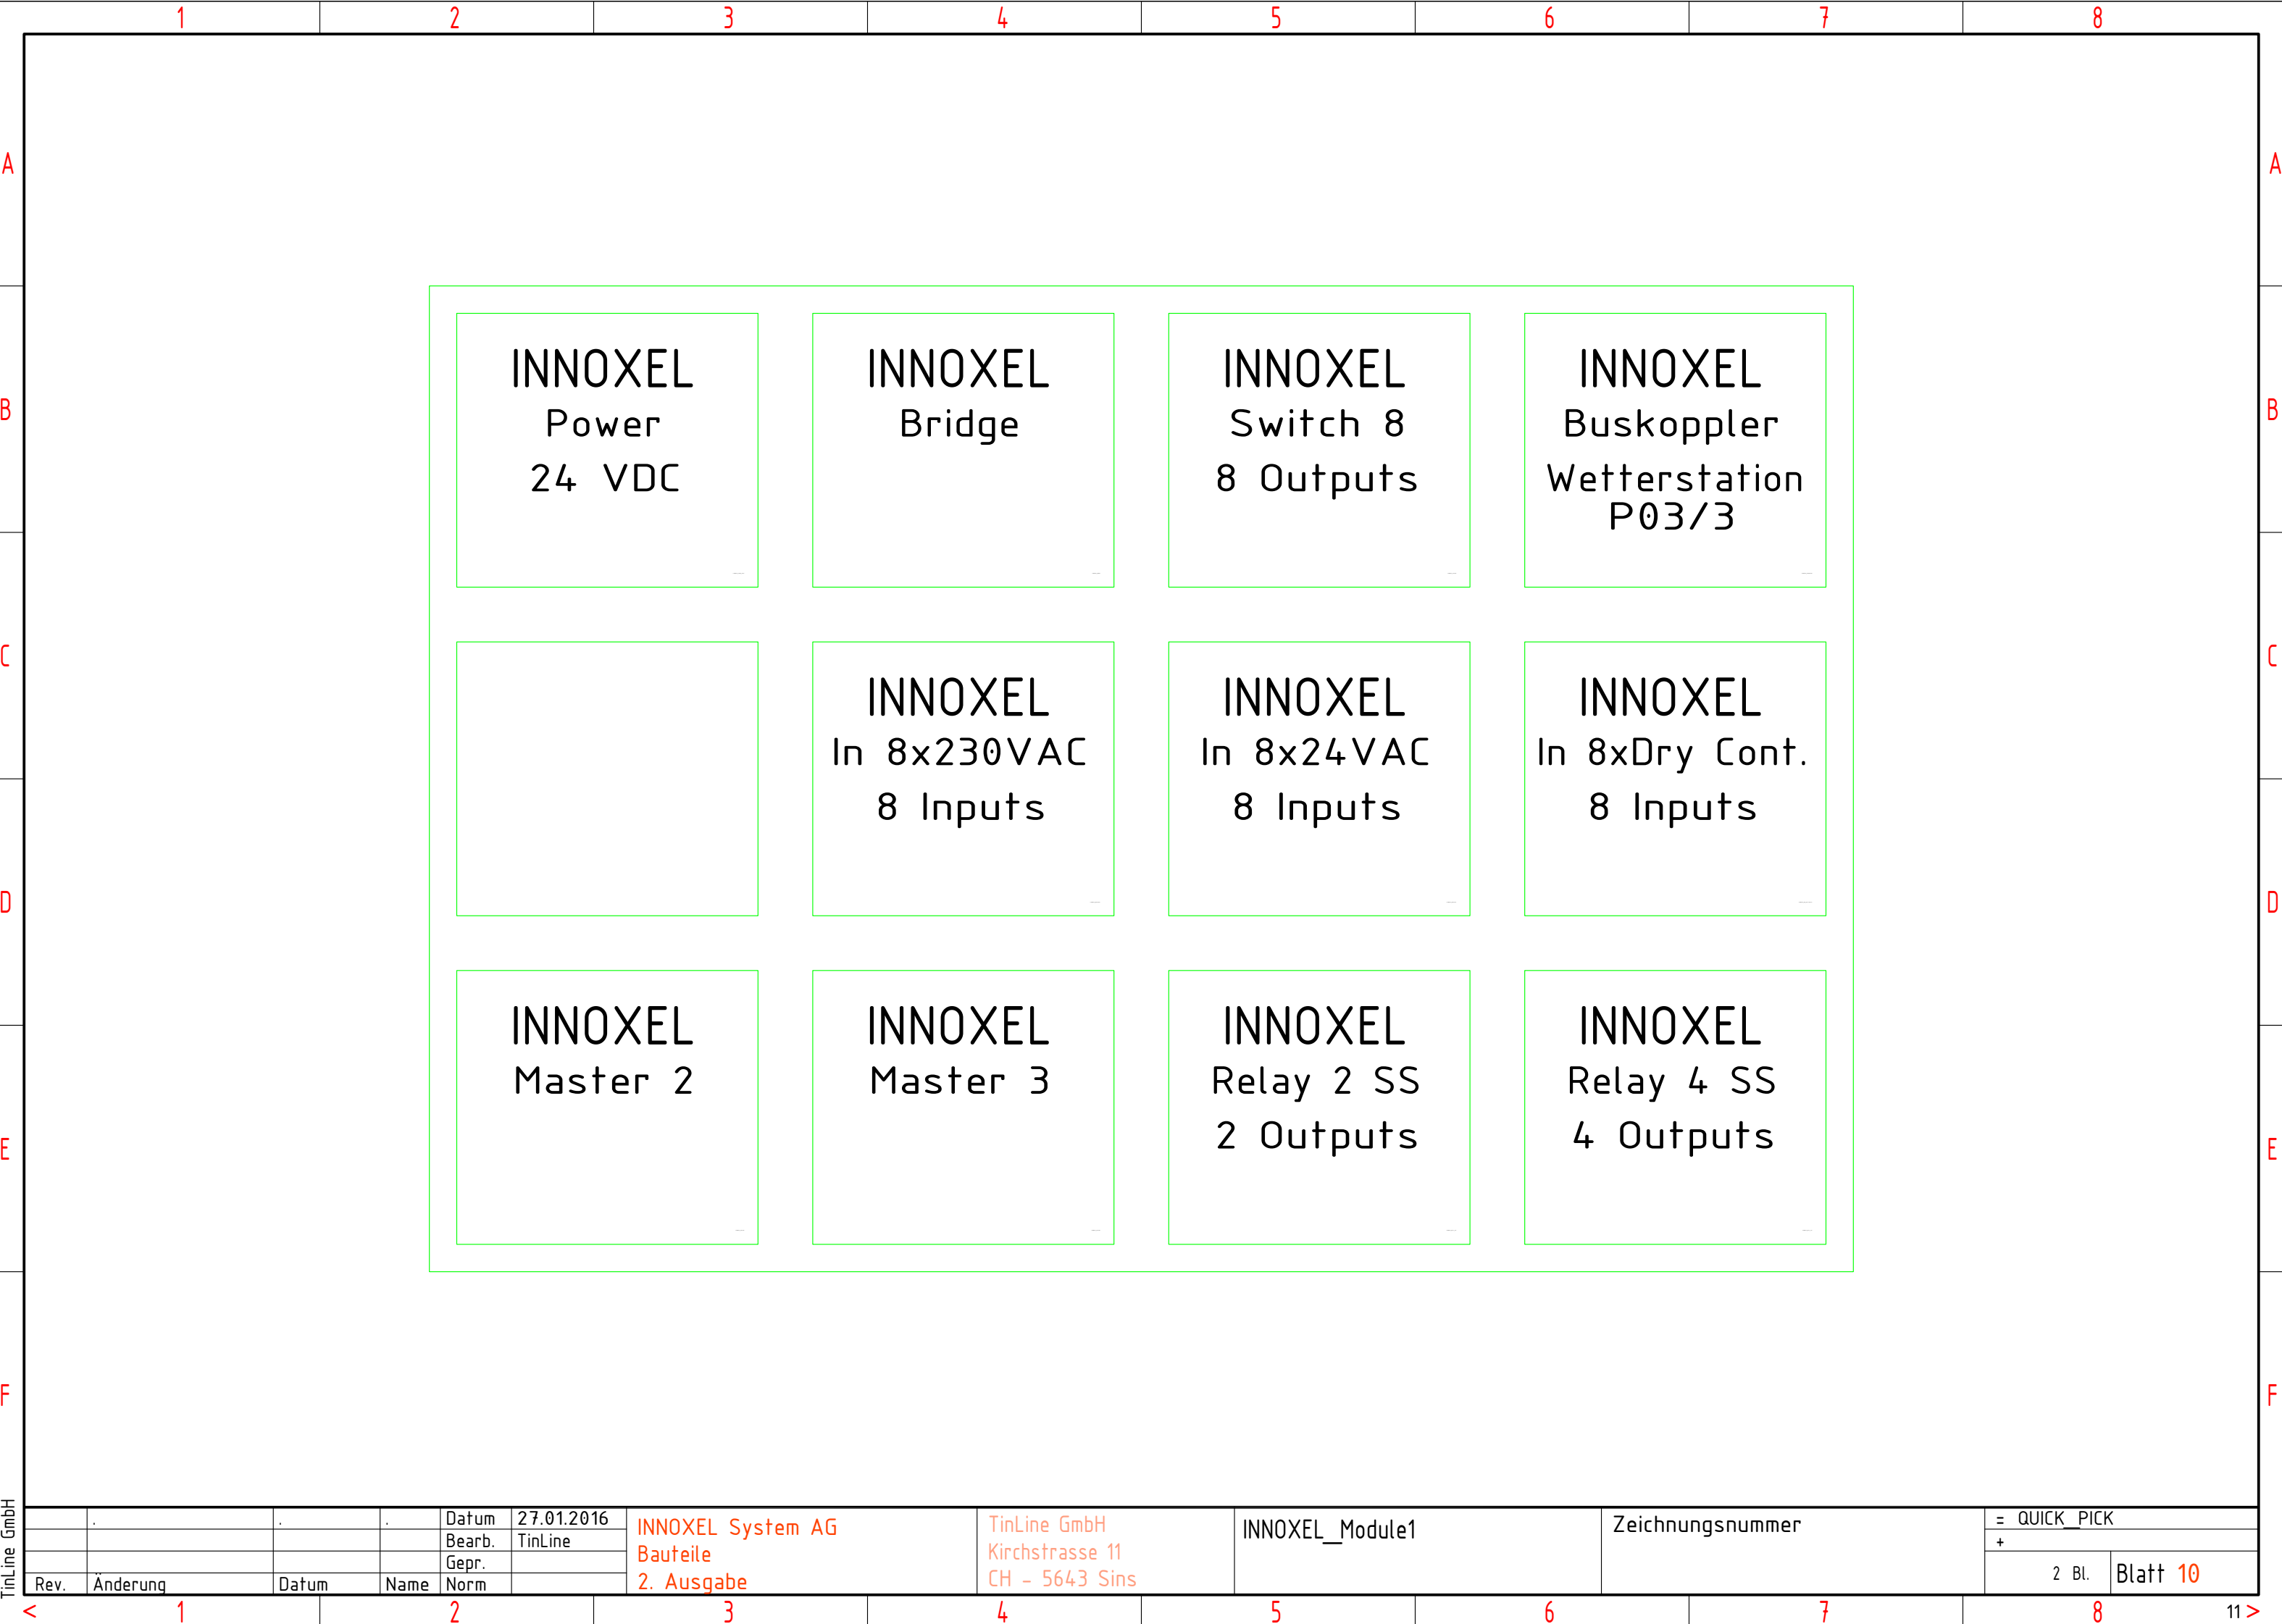 1 2 3 4 5 6 7 8
A A
B B
C C
D D
E E
F F
INNOXEL
Power
24 VDC
INNOXEL
Bridge
INNOXEL
Switch 8
8 Outputs
INNOXEL
Buskoppler
Wetterstation
P03/3
INNOXEL
In 8x230VAC
8 Inputs
INNOXEL
In 8x24VAC
8 Inputs
INNOXEL
In 8xDry Cont.
8 Inputs
INNOXEL
Master 2
INNOXEL
Master 3
INNOXEL
Relay 2 SS
2 Outputs
INNOXEL
Relay 4 SS
4 Outputs
TinLine GmbH
. . . Datum 27.01.2016
Bearb. TinLine
Gepr.
Rev. Änderung Datum Name Norm
INNOXEL System AG
Bauteile
2. Ausgabe
TinLine GmbH
Kirchstrasse 11
CH - 5643 Sins
INNOXEL_Module1
Zeichnungsnummer
= QUICK_PICK
+
2 Bl. Blatt 10
< 1 2 3 4 5 6 7 8 11 >